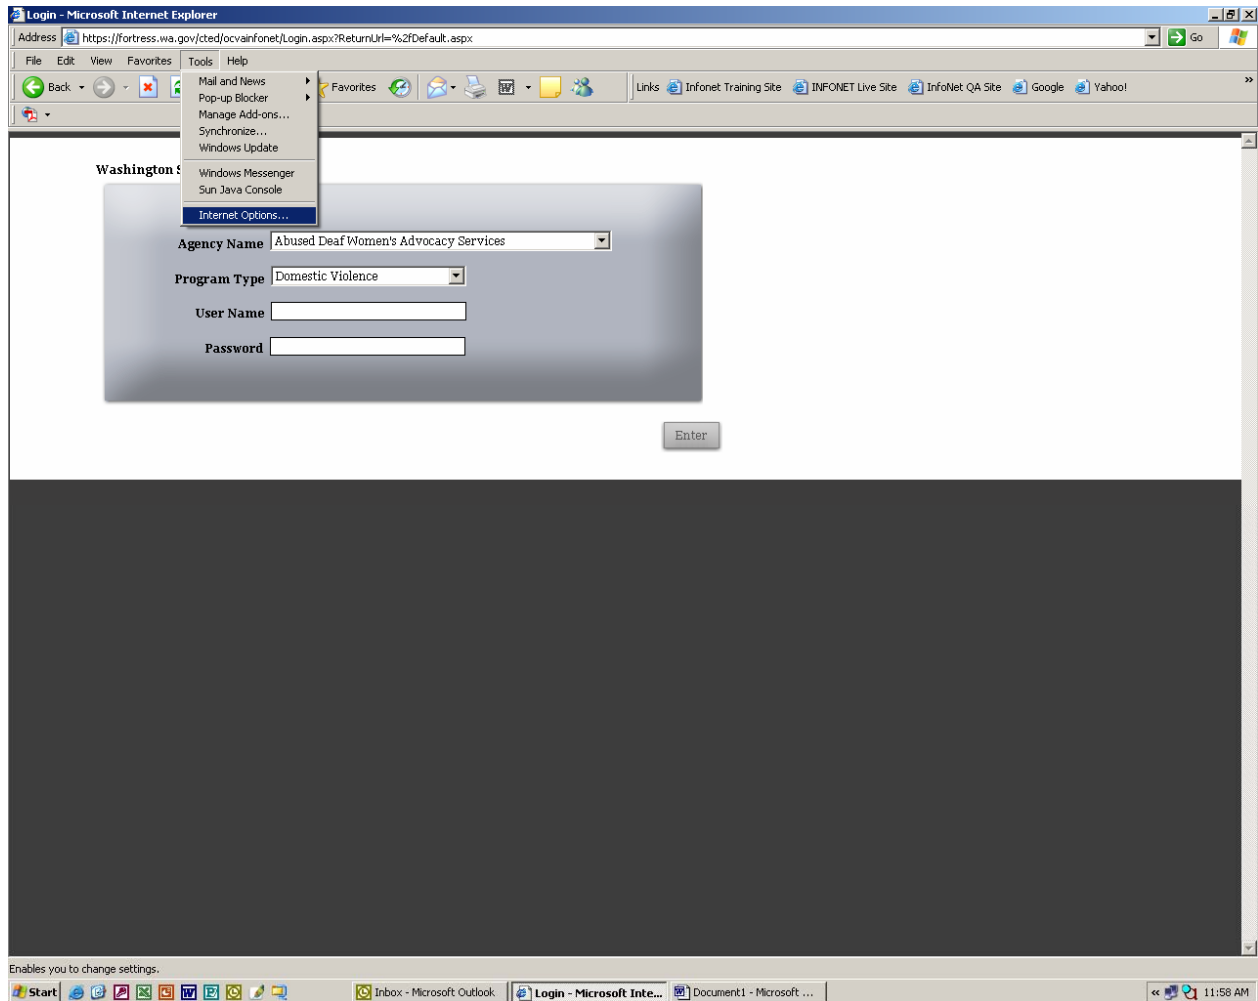 Login - Microsoft Internet Explorer
Address https://fortress.wa.gov/cted/ocvainfonet/Login.aspx?ReturnUrl=%2fDefault.aspx Go
File Edit View Favorites Tools Help
Back Favorites Links Infonet Training Site INFONET Live Site InfoNet QA Site Google Yahoo!
Mail and News
Pop-up Blocker
Manage Add-ons...
Synchronize...
Windows Update
Windows Messenger
Sun Java Console
Internet Options...
Washington
Agency Name Abused Deaf Women's Advocacy Services
Program Type Domestic Violence
User Name
Password
Enter
Enables you to change settings.
Start Inbox - Microsoft Outlook Login - Microsoft Inte... Document1 - Microsoft ... 11:58 AM